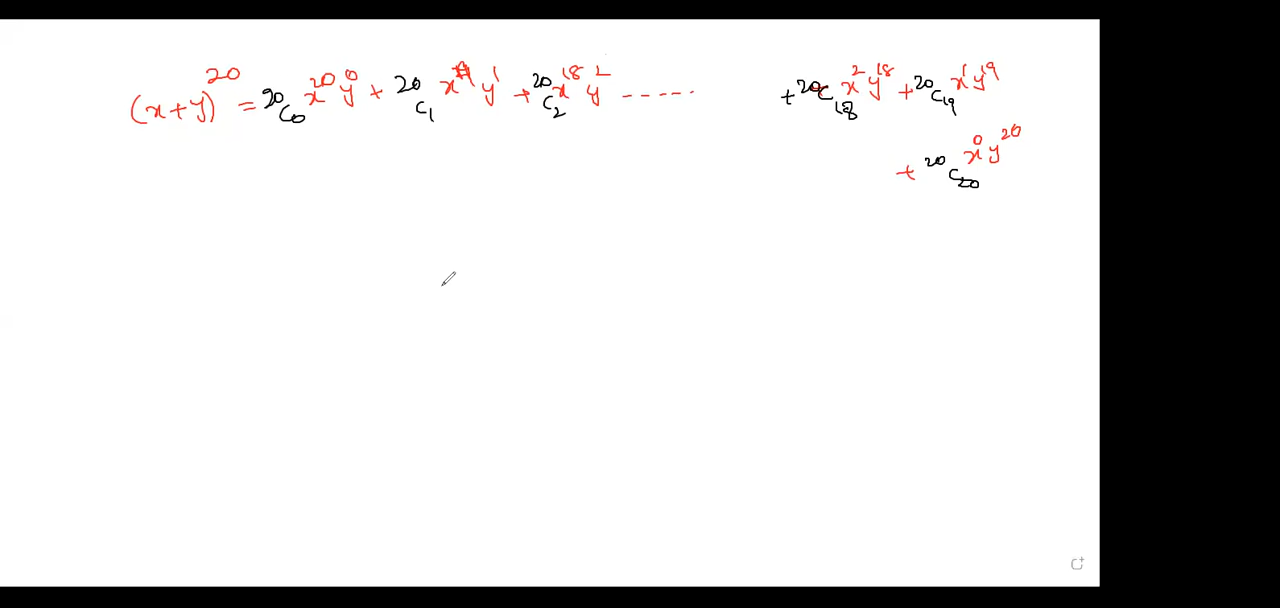 (x+y)^20 = 20C0 x^20 y^0 + 20C1 x^19 y^1 + 20C2 x^18 y^2 ----- + 20C18 x^2 y^18 + 20C19 x^1 y^19
+ 20C20 x^0 y^20